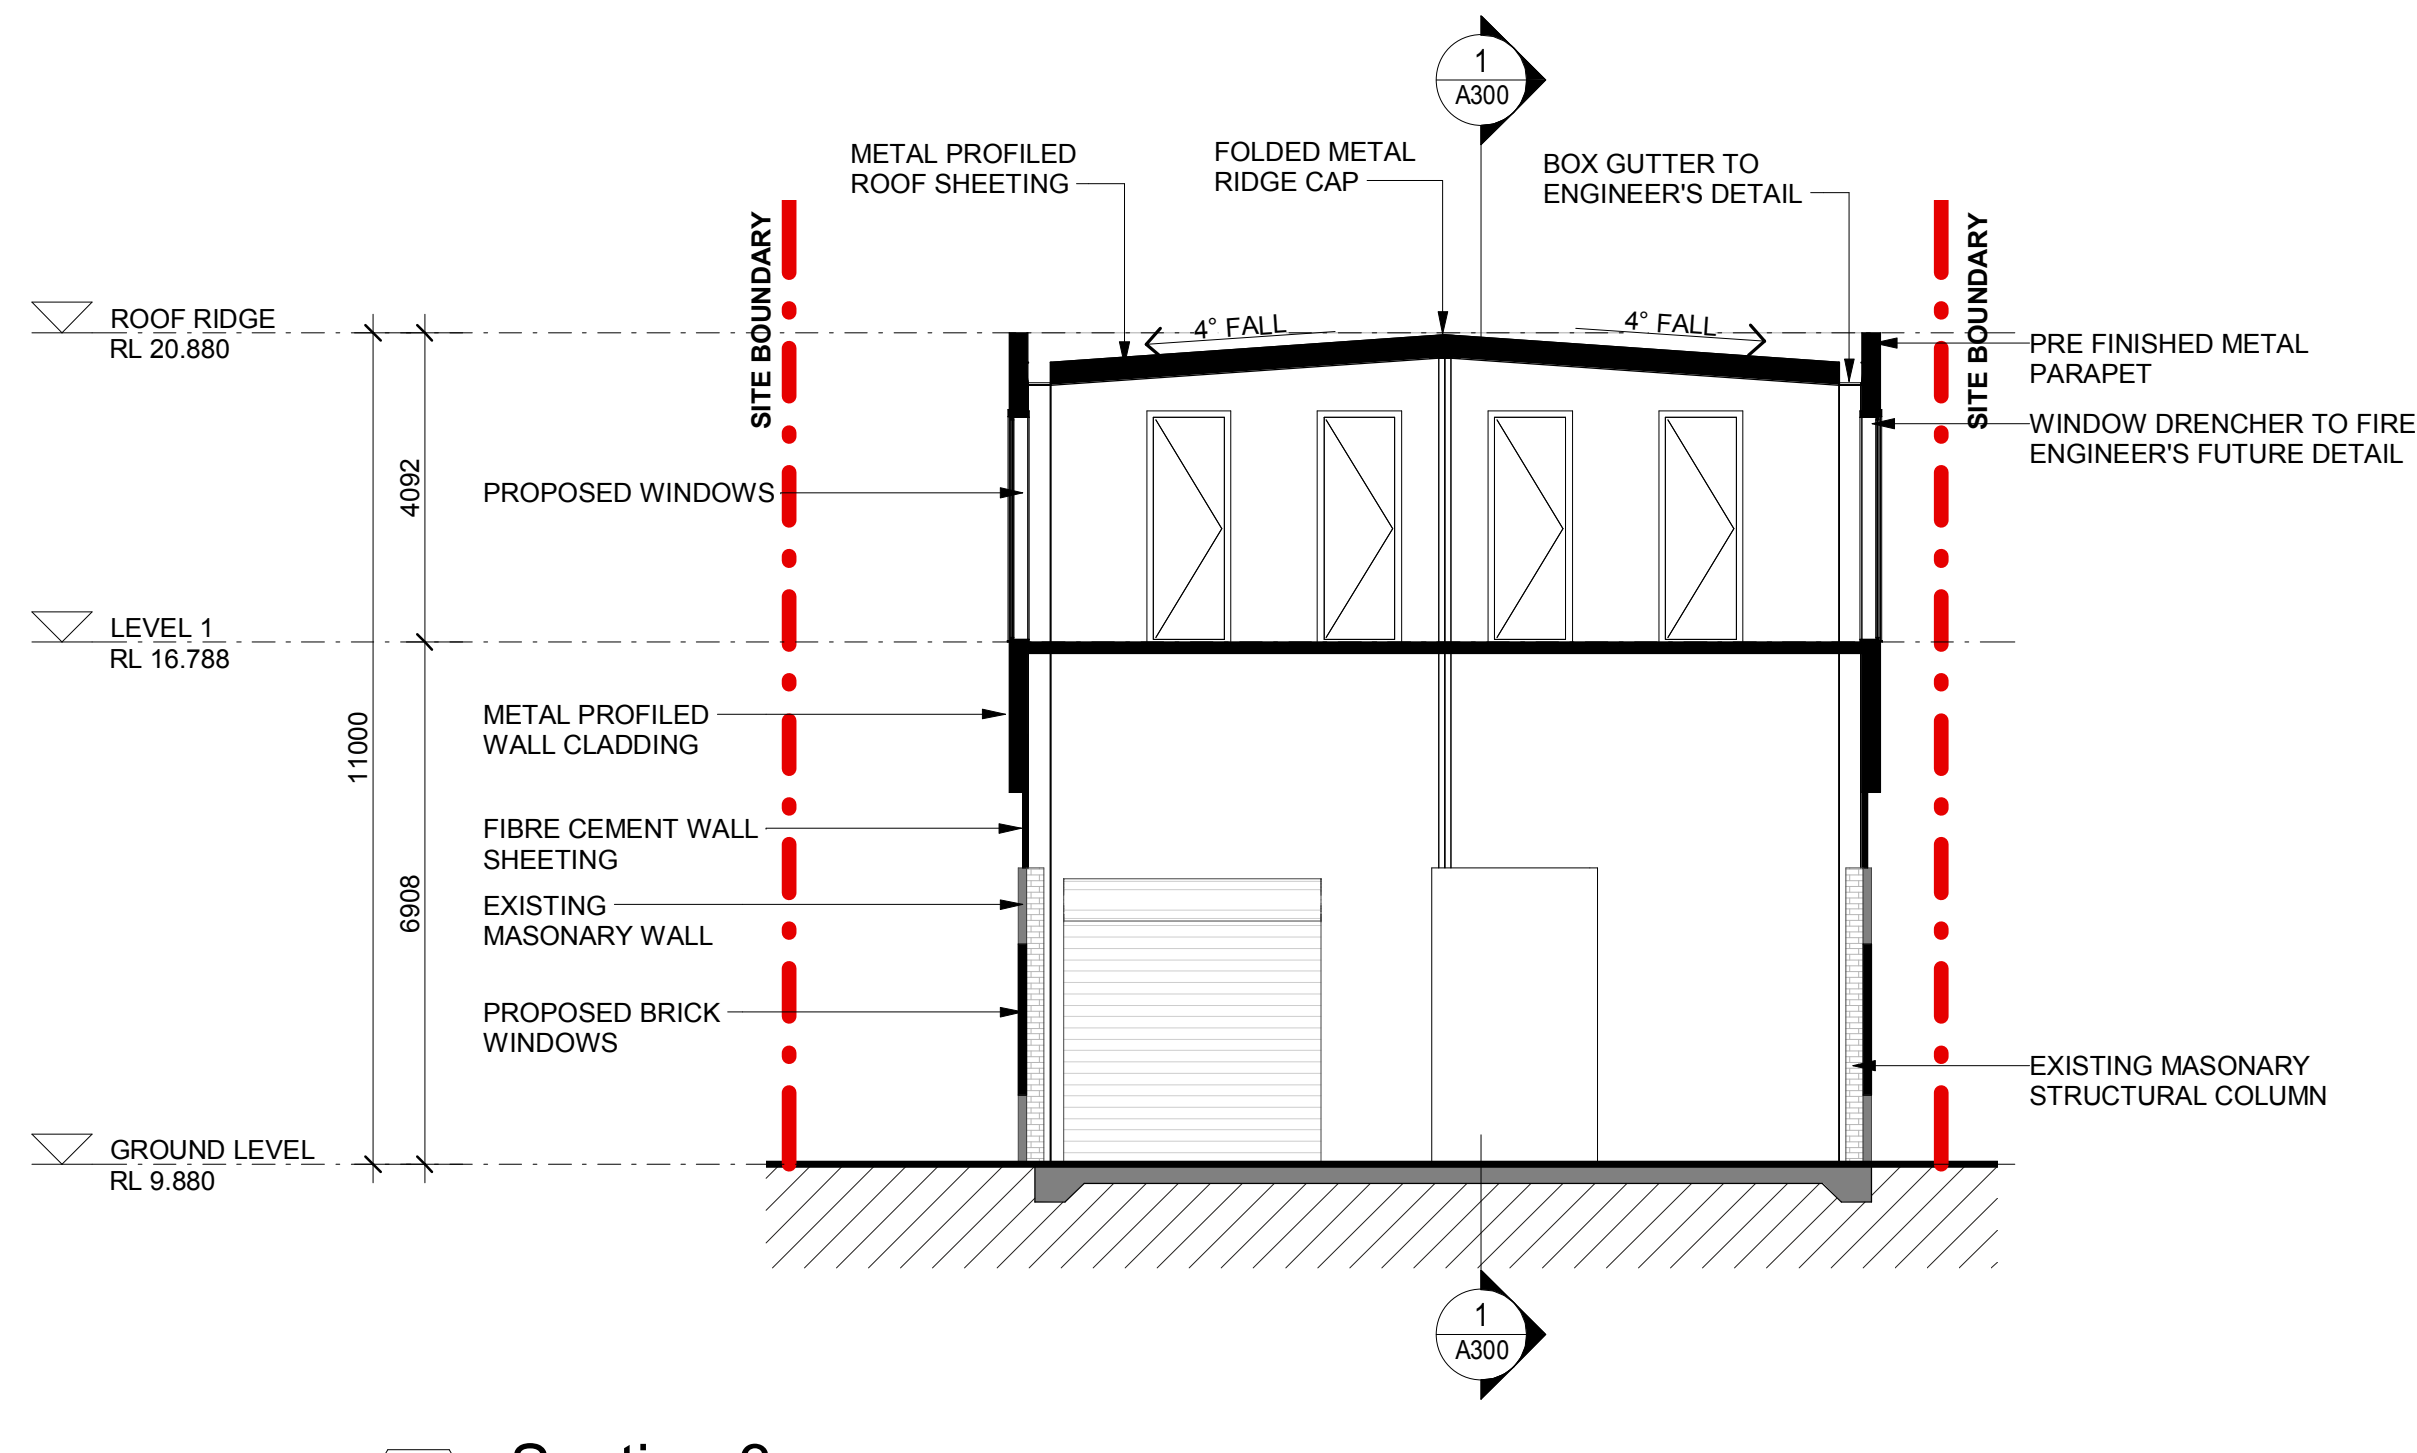 1
A300
METAL PROFILED
ROOF SHEETING
FOLDED METAL
RIDGE CAP
BOX GUTTER TO
ENGINEER'S DETAIL
SITE BOUNDARY
SITE BOUNDARY
ROOF RIDGE
RL 20.880
4° FALL
4° FALL
PRE FINISHED METAL
PARAPET
WINDOW DRENCHER TO FIRE
ENGINEER'S FUTURE DETAIL
4092
PROPOSED WINDOWS
LEVEL 1
RL 16.788
METAL PROFILED
WALL CLADDING
11000
FIBRE CEMENT WALL
SHEETING
6908
EXISTING
MASONARY WALL
PROPOSED BRICK
WINDOWS
EXISTING MASONARY
STRUCTURAL COLUMN
GROUND LEVEL
RL 9.880
1
A300